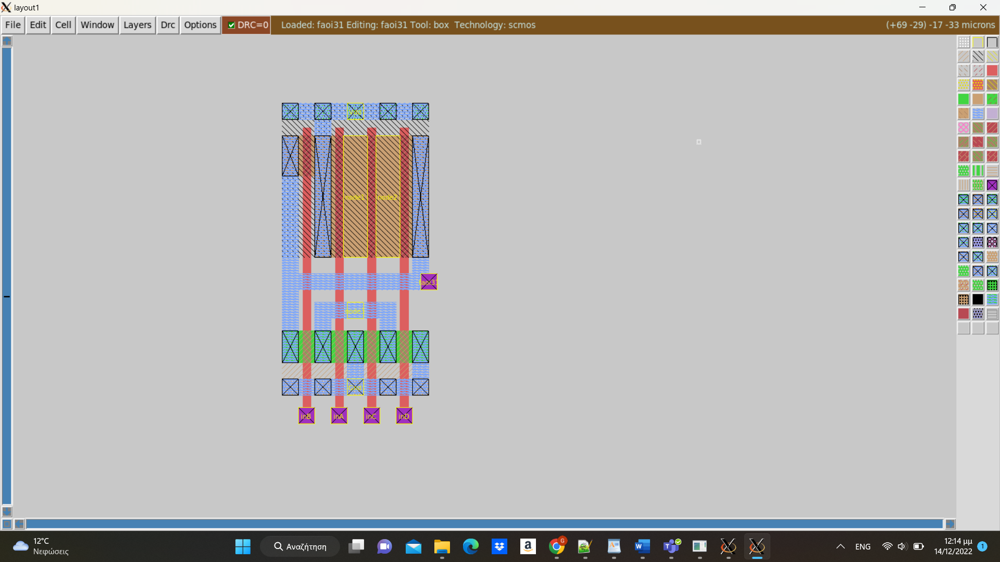 layout1
File Edit Cell Window Layers Drc Options DRC=0 Loaded: faoi31 Editing: faoi31 Tool: box Technology: scmos (+69 -29) -17 -33 microns
Vdd
node1 node2
faoi31
node3
Gnd
inB inA inC inD
12°C
Νεφώσεις
Αναζήτηση
ENG
12:14 μμ
14/12/2022
1